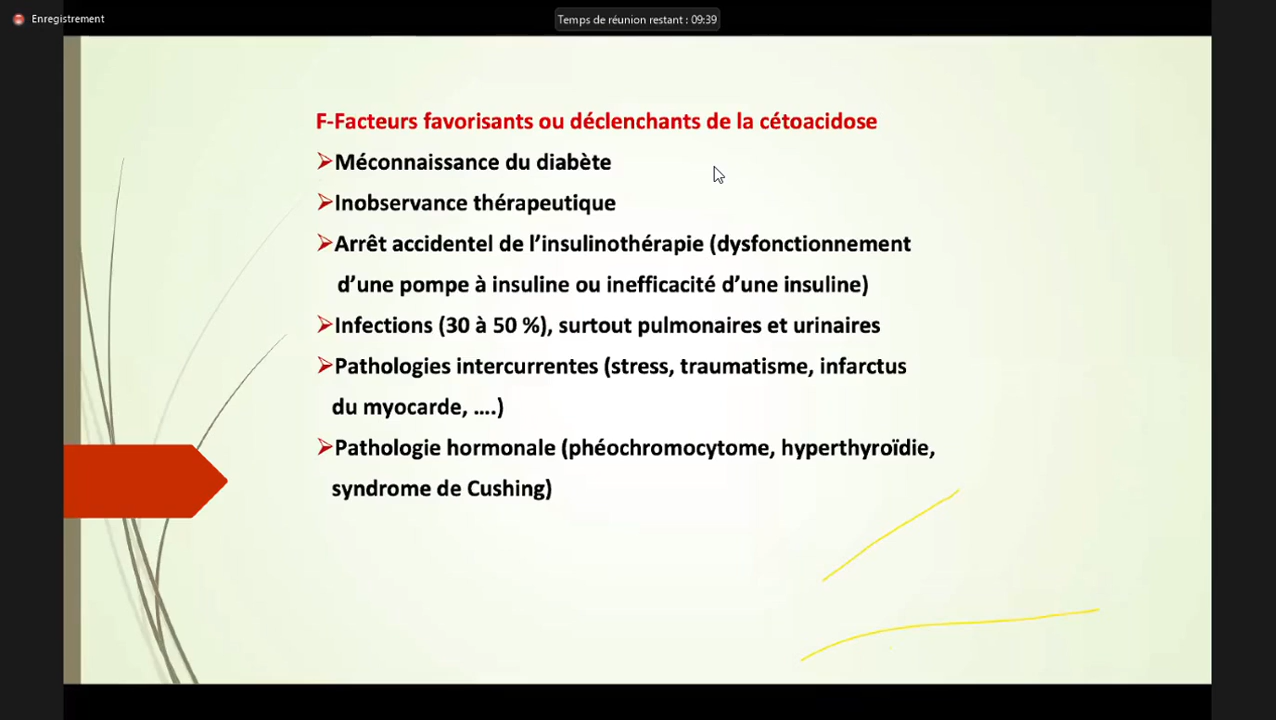 Enregistrement
Temps de réunion restant : 09:39
F-Facteurs favorisants ou déclenchants de la cétoacidose
➢Méconnaissance du diabète
➢Inobservance thérapeutique
➢Arrêt accidentel de l’insulinothérapie (dysfonctionnement
d’une pompe à insuline ou inefficacité d’une insuline)
➢Infections (30 à 50 %), surtout pulmonaires et urinaires
➢Pathologies intercurrentes (stress, traumatisme, infarctus
du myocarde, ….)
➢Pathologie hormonale (phéochromocytome, hyperthyroïdie,
syndrome de Cushing)